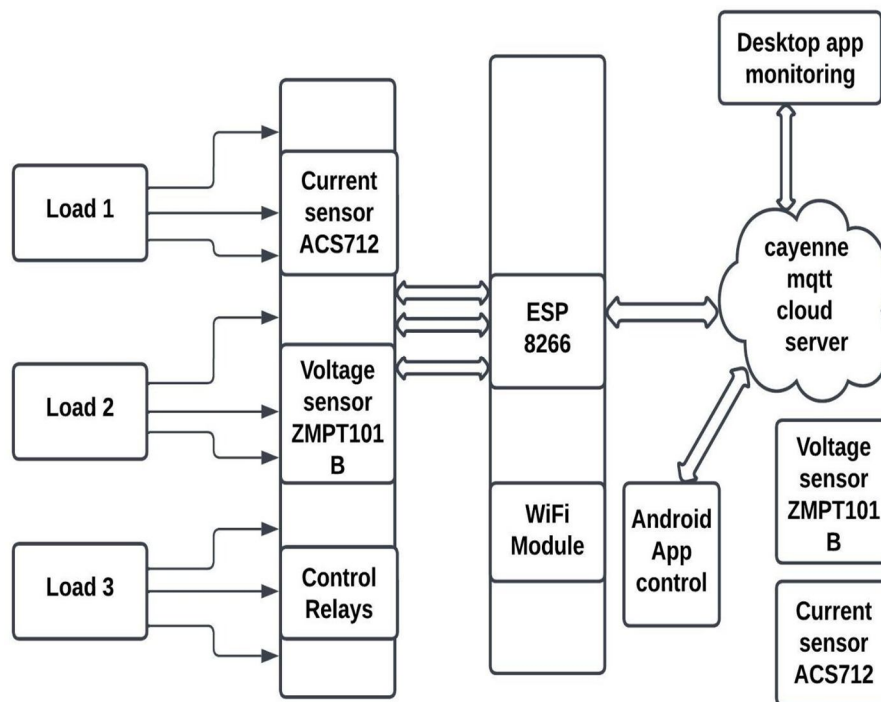 Desktop app
monitoring
Load 1
Current
sensor
ACS712
cayenne
mqtt
cloud
server
ESP
8266
Load 2
Voltage
sensor
ZMPT101
B
Voltage
sensor
ZMPT101
B
WiFi
Module
Android
App
control
Load 3
Control
Relays
Current
sensor
ACS712